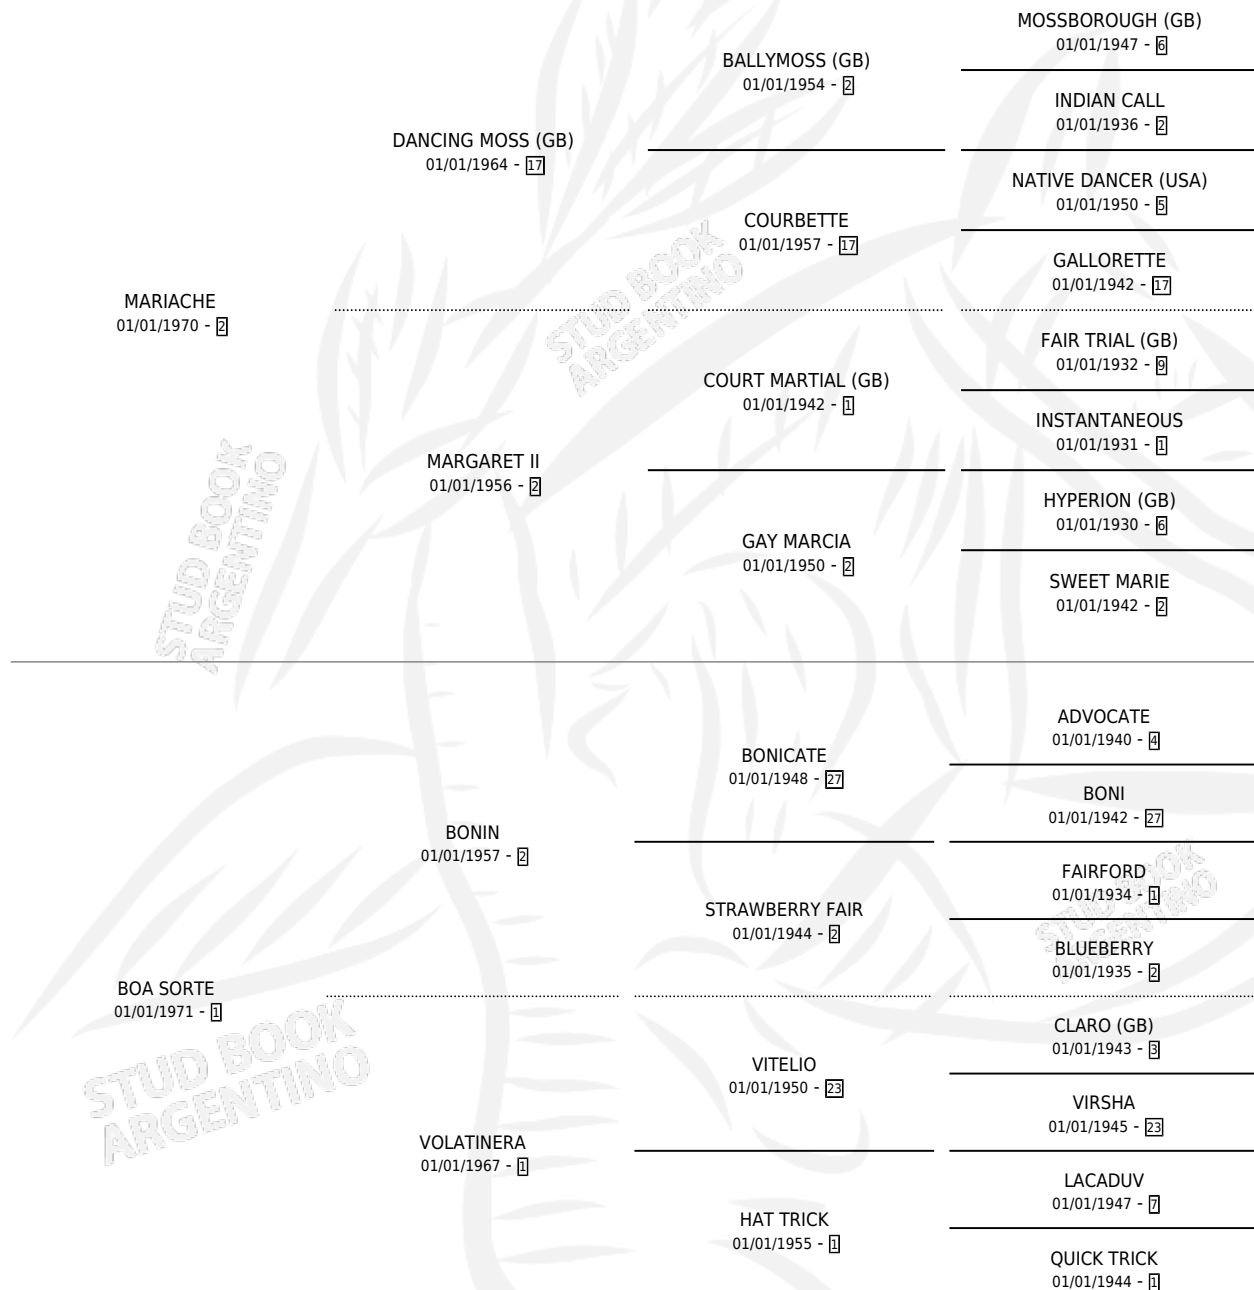 MOSSBOROUGH (GB)
01/01/1947 - 6
BALLYMOSS (GB)
01/01/1954 - 2
INDIAN CALL
01/01/1936 - 2
DANCING MOSS (GB)
01/01/1964 - 17
NATIVE DANCER (USA)
01/01/1950 - 5
COURBETTE
01/01/1957 - 17
GALLORETTE
01/01/1942 - 17
MARIACHE
01/01/1970 - 2
STUD BOOK
ARGENTINO
FAIR TRIAL (GB)
01/01/1932 - 9
COURT MARTIAL (GB)
01/01/1942 - 1
INSTANTANEOUS
01/01/1931 - 1
MARGARET II
01/01/1956 - 2
HYPERION (GB)
01/01/1930 - 6
GAY MARCIA
01/01/1950 - 2
SWEET MARIE
01/01/1942 - 2
STUD BOOK
ARGENTINO
ADVOCATE
01/01/1940 - 4
BONICATE
01/01/1948 - 27
BONI
01/01/1942 - 27
BONIN
01/01/1957 - 2
FAIRFORD
01/01/1934 - 1
STRAWBERRY FAIR
01/01/1944 - 2
BLUEBERRY
01/01/1935 - 2
STUD BOOK
ARGENTINO
BOA SORTE
01/01/1971 - 1
CLARO (GB)
01/01/1943 - 3
VITELIO
01/01/1950 - 23
VIRSHA
01/01/1945 - 23
STUD BOOK
ARGENTINO
VOLATINERA
01/01/1967 - 1
LACADUV
01/01/1947 - 7
HAT TRICK
01/01/1955 - 1
QUICK TRICK
01/01/1944 - 1